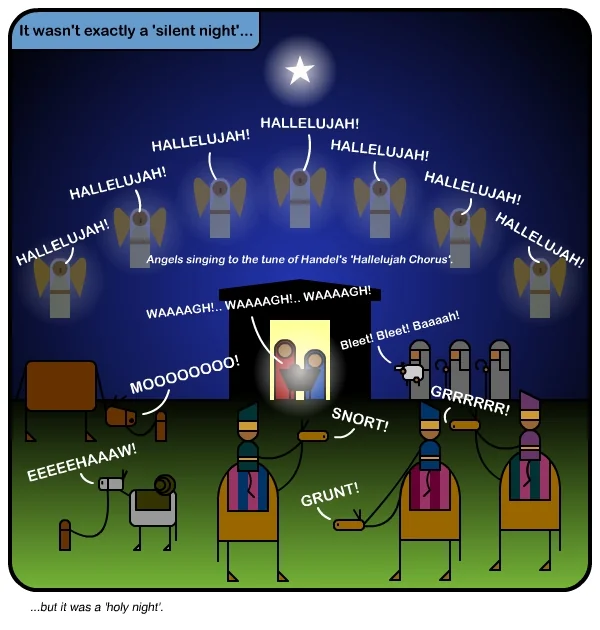 It wasn't exactly a 'silent night'...
HALLELUJAH!
HALLELUJAH!
HALLELUJAH!
HALLELUJAH!
HALLELUJAH!
HALLELUJAH!
HALLELUJAH!
Angels singing to the tune of Handel's 'Hallelujah Chorus'.
WAAAAGH!.. WAAAAGH!.. WAAAAGH!
Bleet! Bleet! Baaaah!
MOOOOOOOO!
GRRRRRR!
SNORT!
EEEEEHAAAW!
GRUNT!
...but it was a 'holy night'.